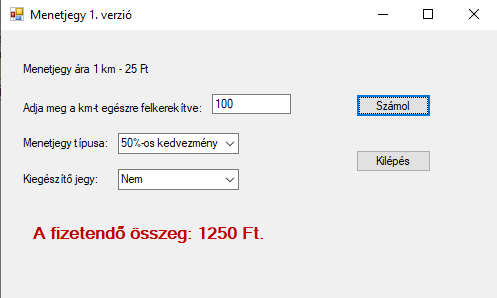 Menetjegy 1. verzió
Menetjegy ára 1 km - 25 Ft
Adja meg a km-t egészre felkerekítve: 100
Számol
Menetjegy típusa: 50%-os kedvezmény
Kilépés
Kiegészítő jegy: Nem
A fizetendő összeg: 1250 Ft.